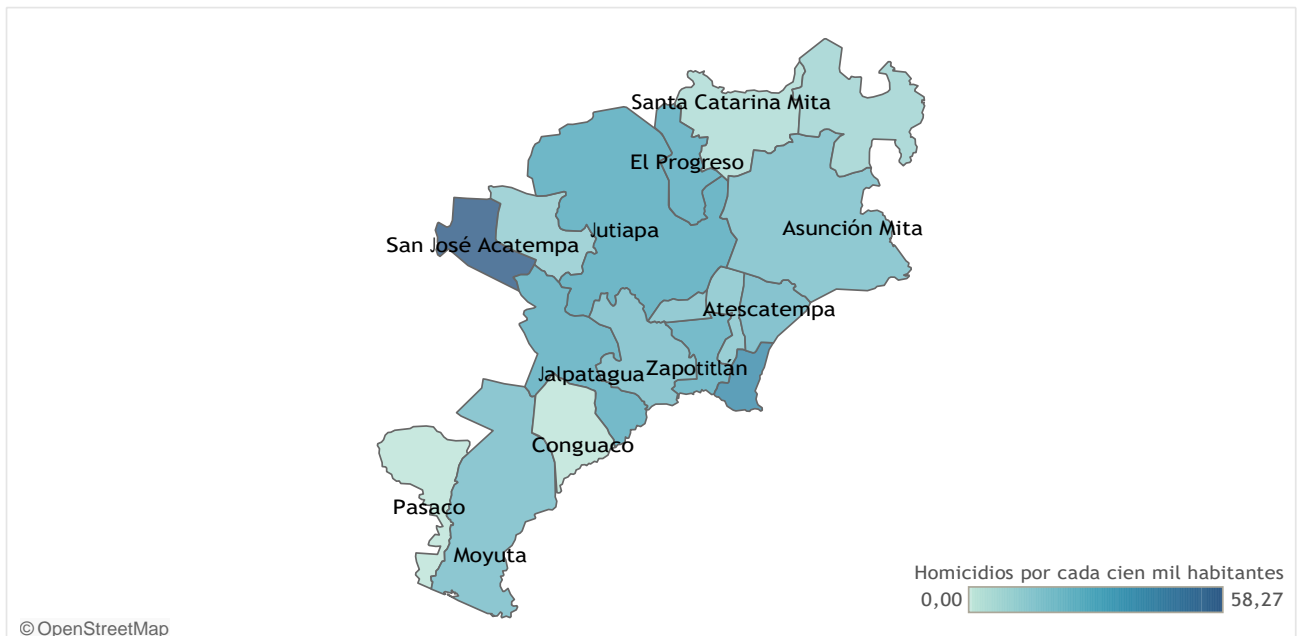 Santa Catarina Mita
El Progreso
Jutiapa
Asunción Mita
San José Acatempa
Atescatempa
Jalpatagua
Zapotitlán
Conguaco
Pasaco
Moyuta
Homicidios por cada cien mil habitantes
0,00 58,27
© OpenStreetMap